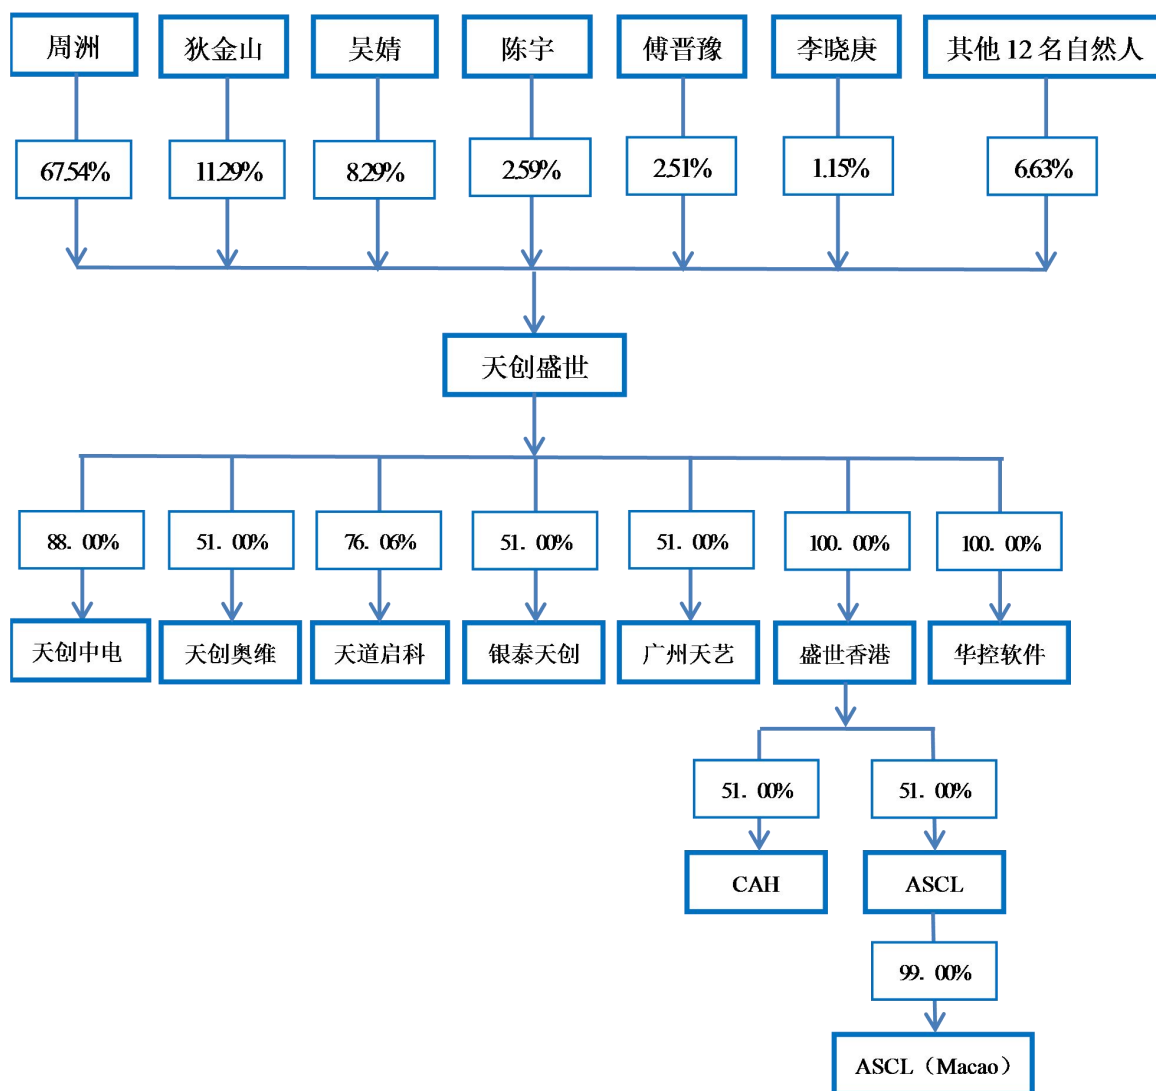 周洲
狄金山
吴婧
陈宇
傅晋豫
李晓庚
其他 12 名自然人
67.54%
11.29%
8.29%
2.59%
2.51%
1.15%
6.63%
天创盛世
88. 00%
51. 00%
76. 06%
51. 00%
51. 00%
100. 00%
100. 00%
天创中电
天创奥维
天道启科
银泰天创
广州天艺
盛世香港
华控软件
51. 00%
51. 00%
CAH
ASCL
99. 00%
ASCL（Macao）